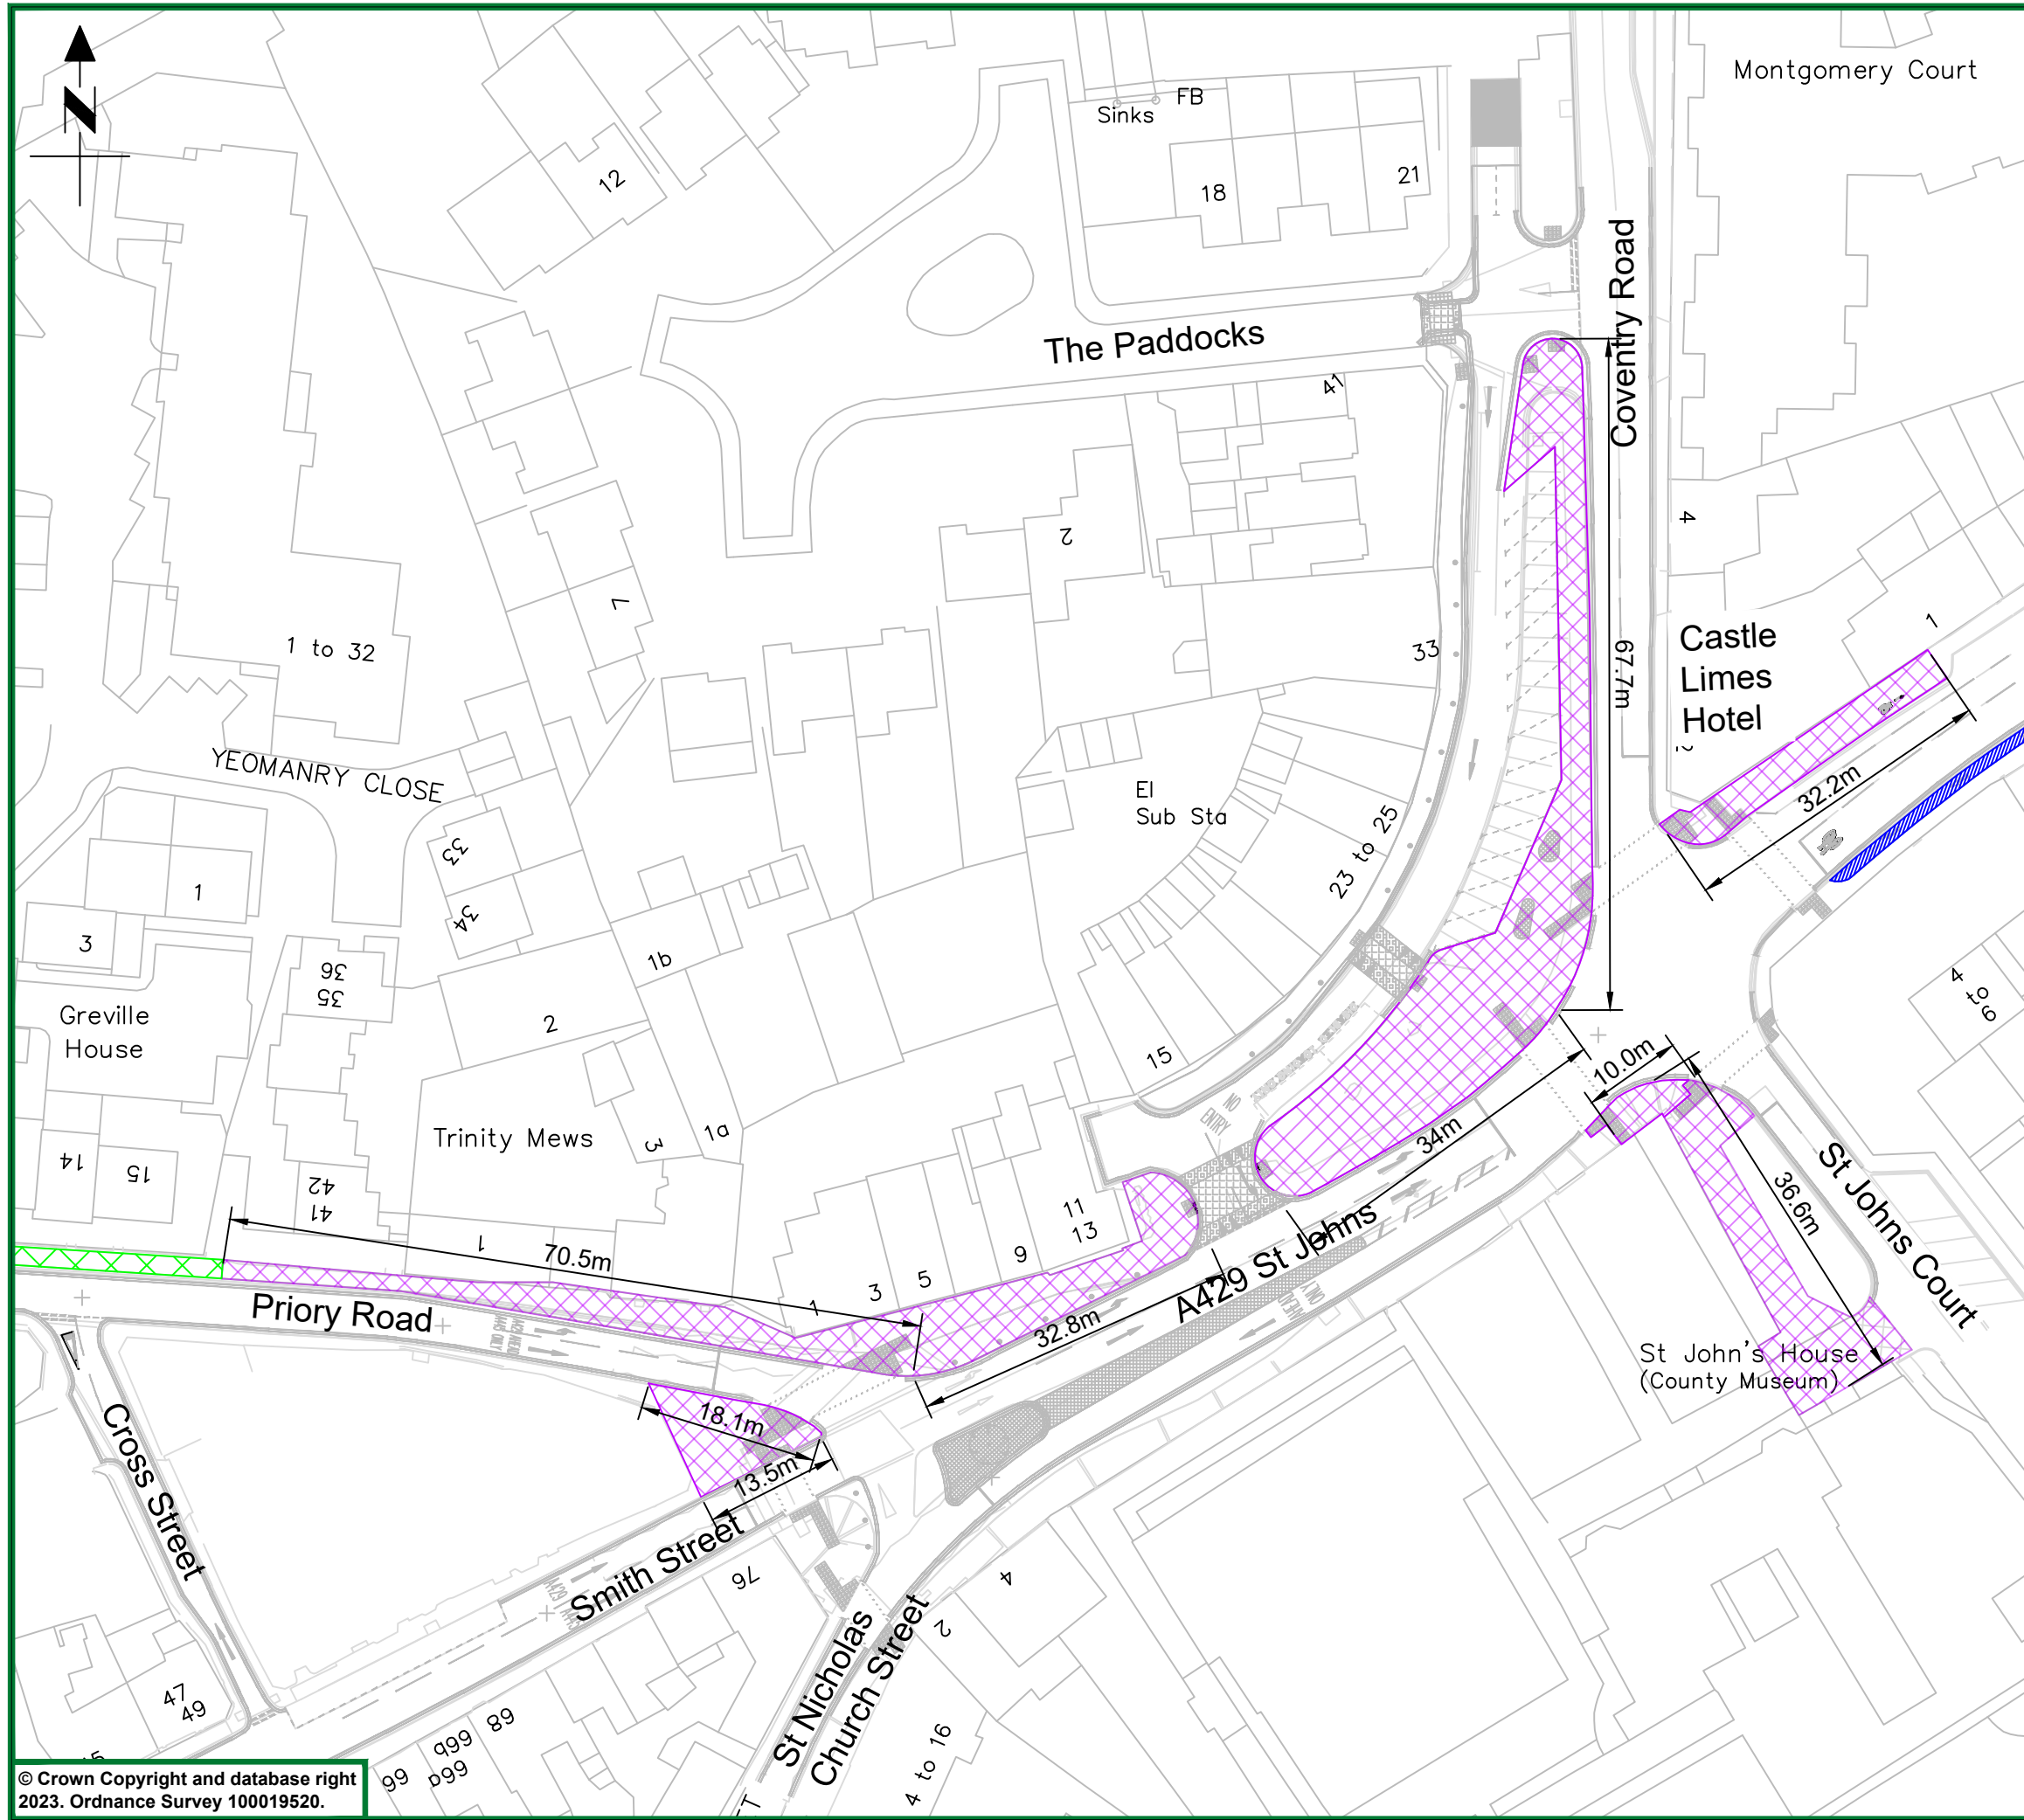 N
Montgomery Court
Sinks
FB
12
18
21
Coventry Road
The Paddocks
41
2
4
7
1 to 32
33
67.7m
Castle
Limes
Hotel
1
32.2m
YEOMANRY CLOSE
El
Sub Sta
23 to 25
33
34
1
3
36
35
1b
2
Greville
House
15
4
to
6
10.0m
ENTRY
NO
Trinity Mews
3
1a
34m
St Johns Court
36.6m
14
15
42
41
11
13
9
5
3
1
1
70.5m
A429 St Johns
32.8m
Priory Road
St John's House
(County Museum)
18.1m
13.5m
Cross Street
Smith Street
76
4
2
St Nicholas
Church Street
47
49
68
66b
66a
66
4 to 16
© Crown Copyright and database right
2023. Ordnance Survey 100019520.